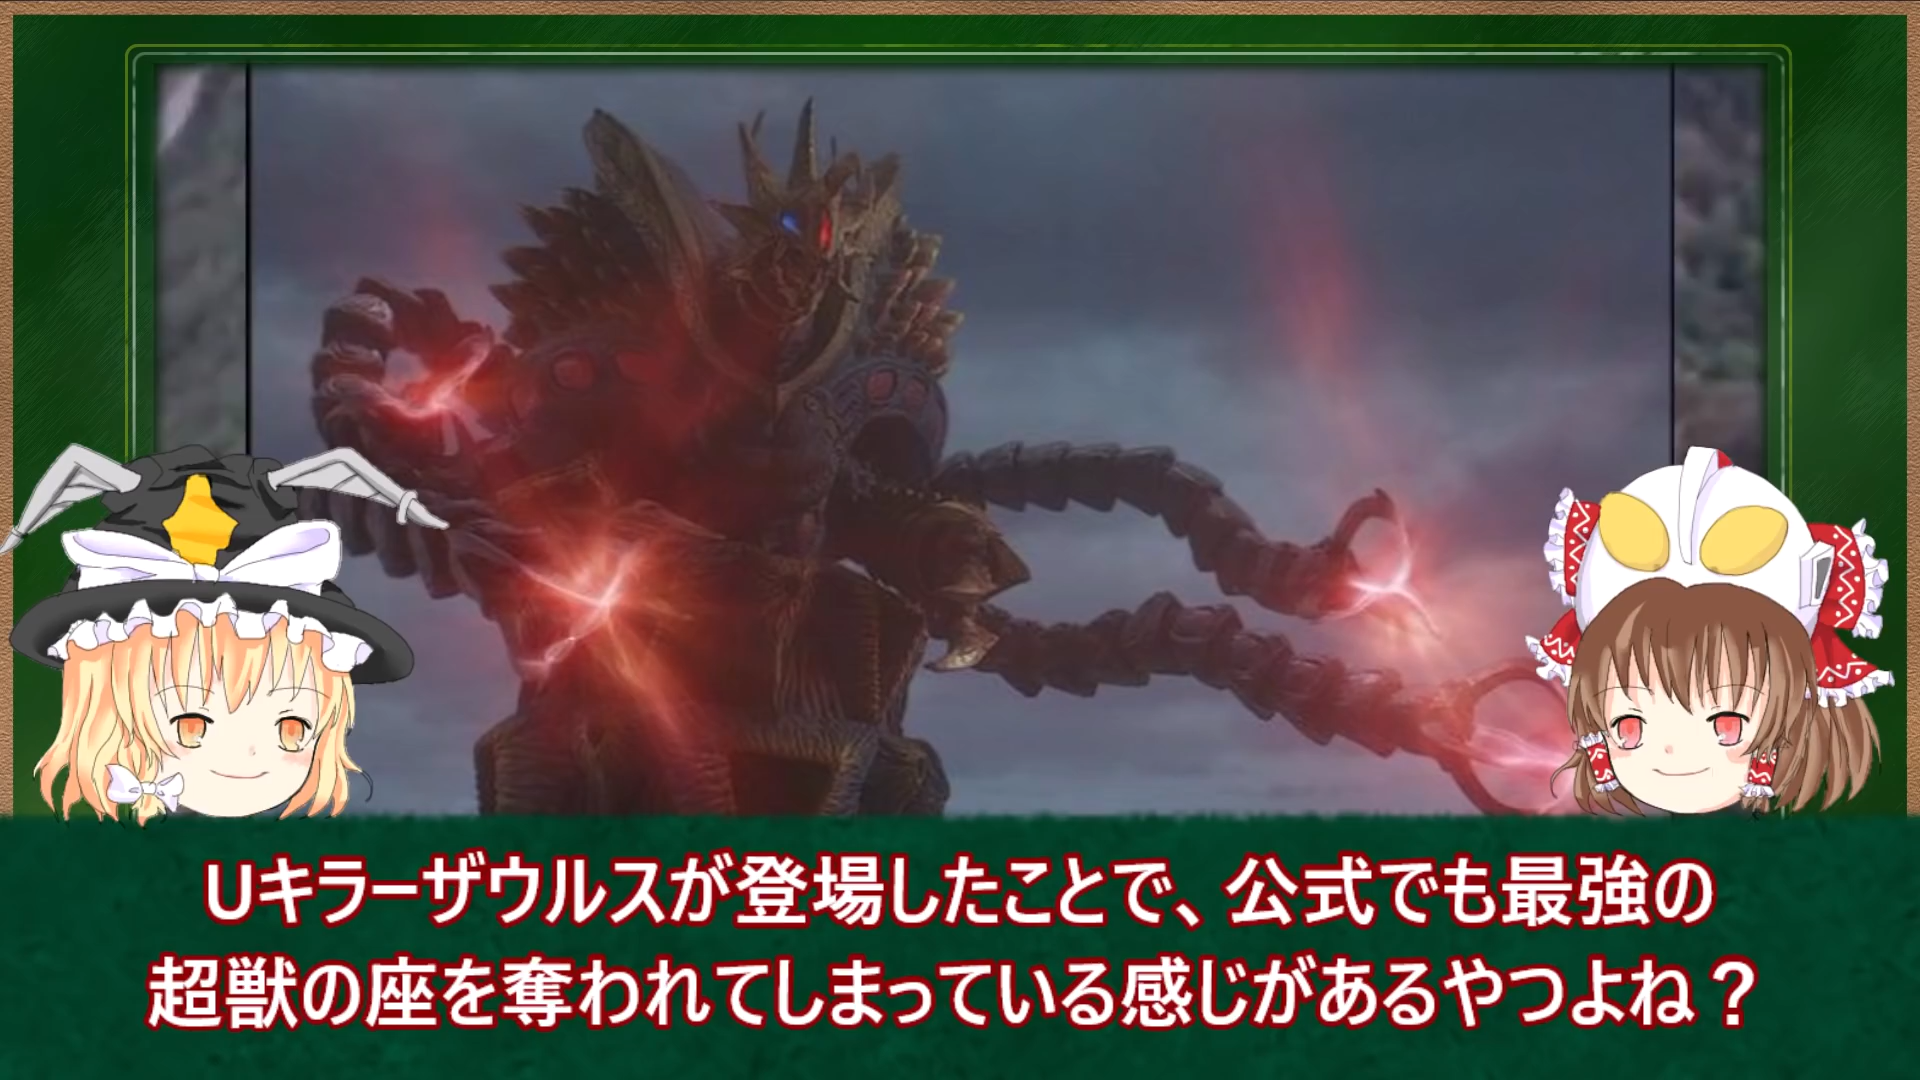 Uキラーザウルスが登場したことで、公式でも最強の
超獣の座を奪われてしまっている感じがあるやつよね？